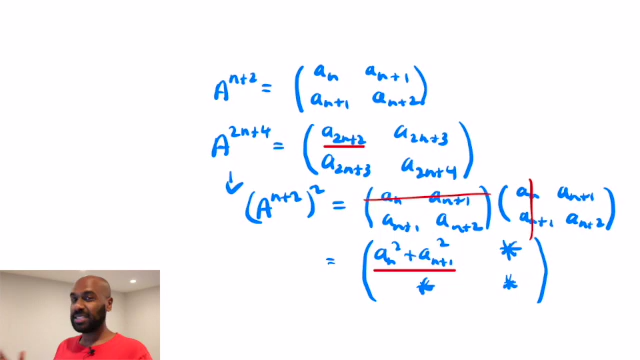 A^{n+2} = ( a_n  a_{n+1} ; a_{n+1}  a_{n+2} )
A^{2n+4} = ( a_{2n+2}  a_{2n+3} ; a_{2n+3}  a_{2n+4} )
(A^{n+2})^2 = ( a_n  a_{n+1} ; a_{n+1}  a_{n+2} ) ( a_n  a_{n+1} ; a_{n+1}  a_{n+2} )
= ( a_n^2 + a_{n+1}^2  * ; *  * )